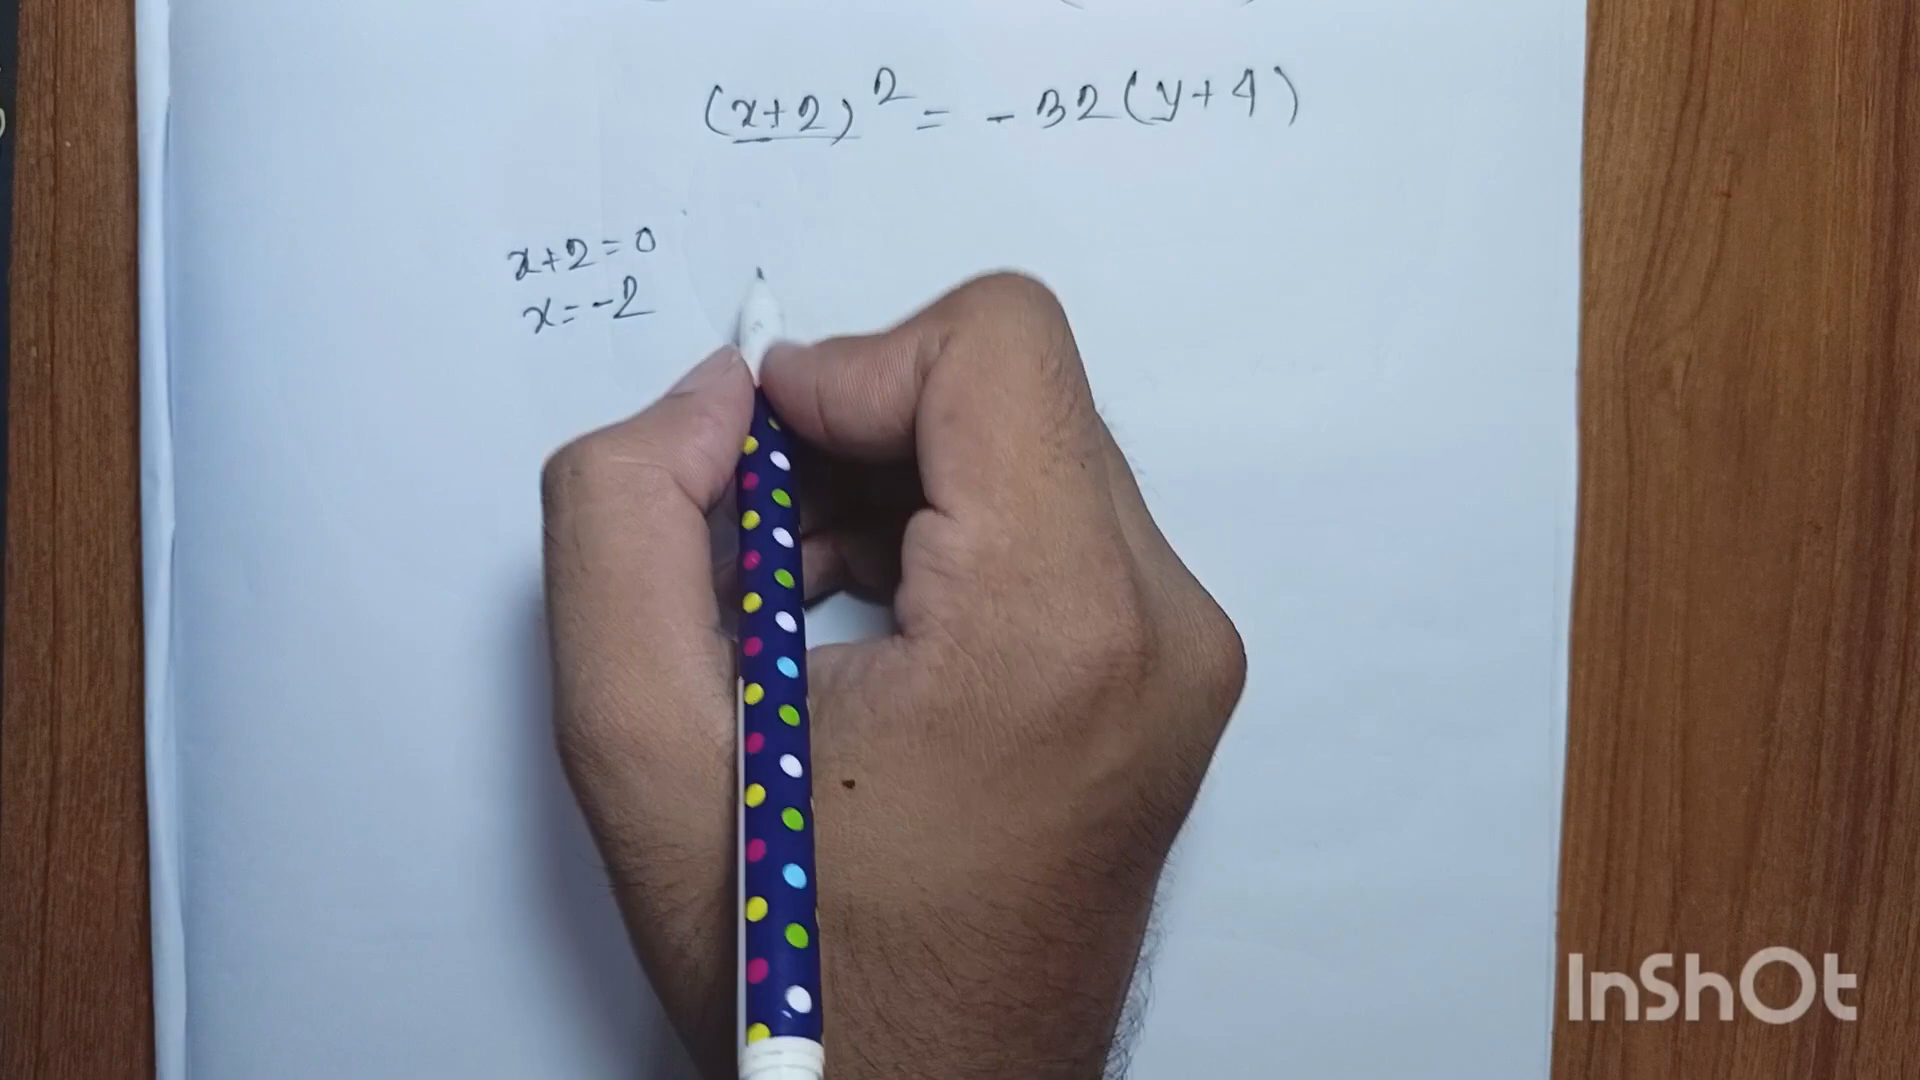 (x+2)² = -32(y+4)
x+2=0
x=-2
InShOt